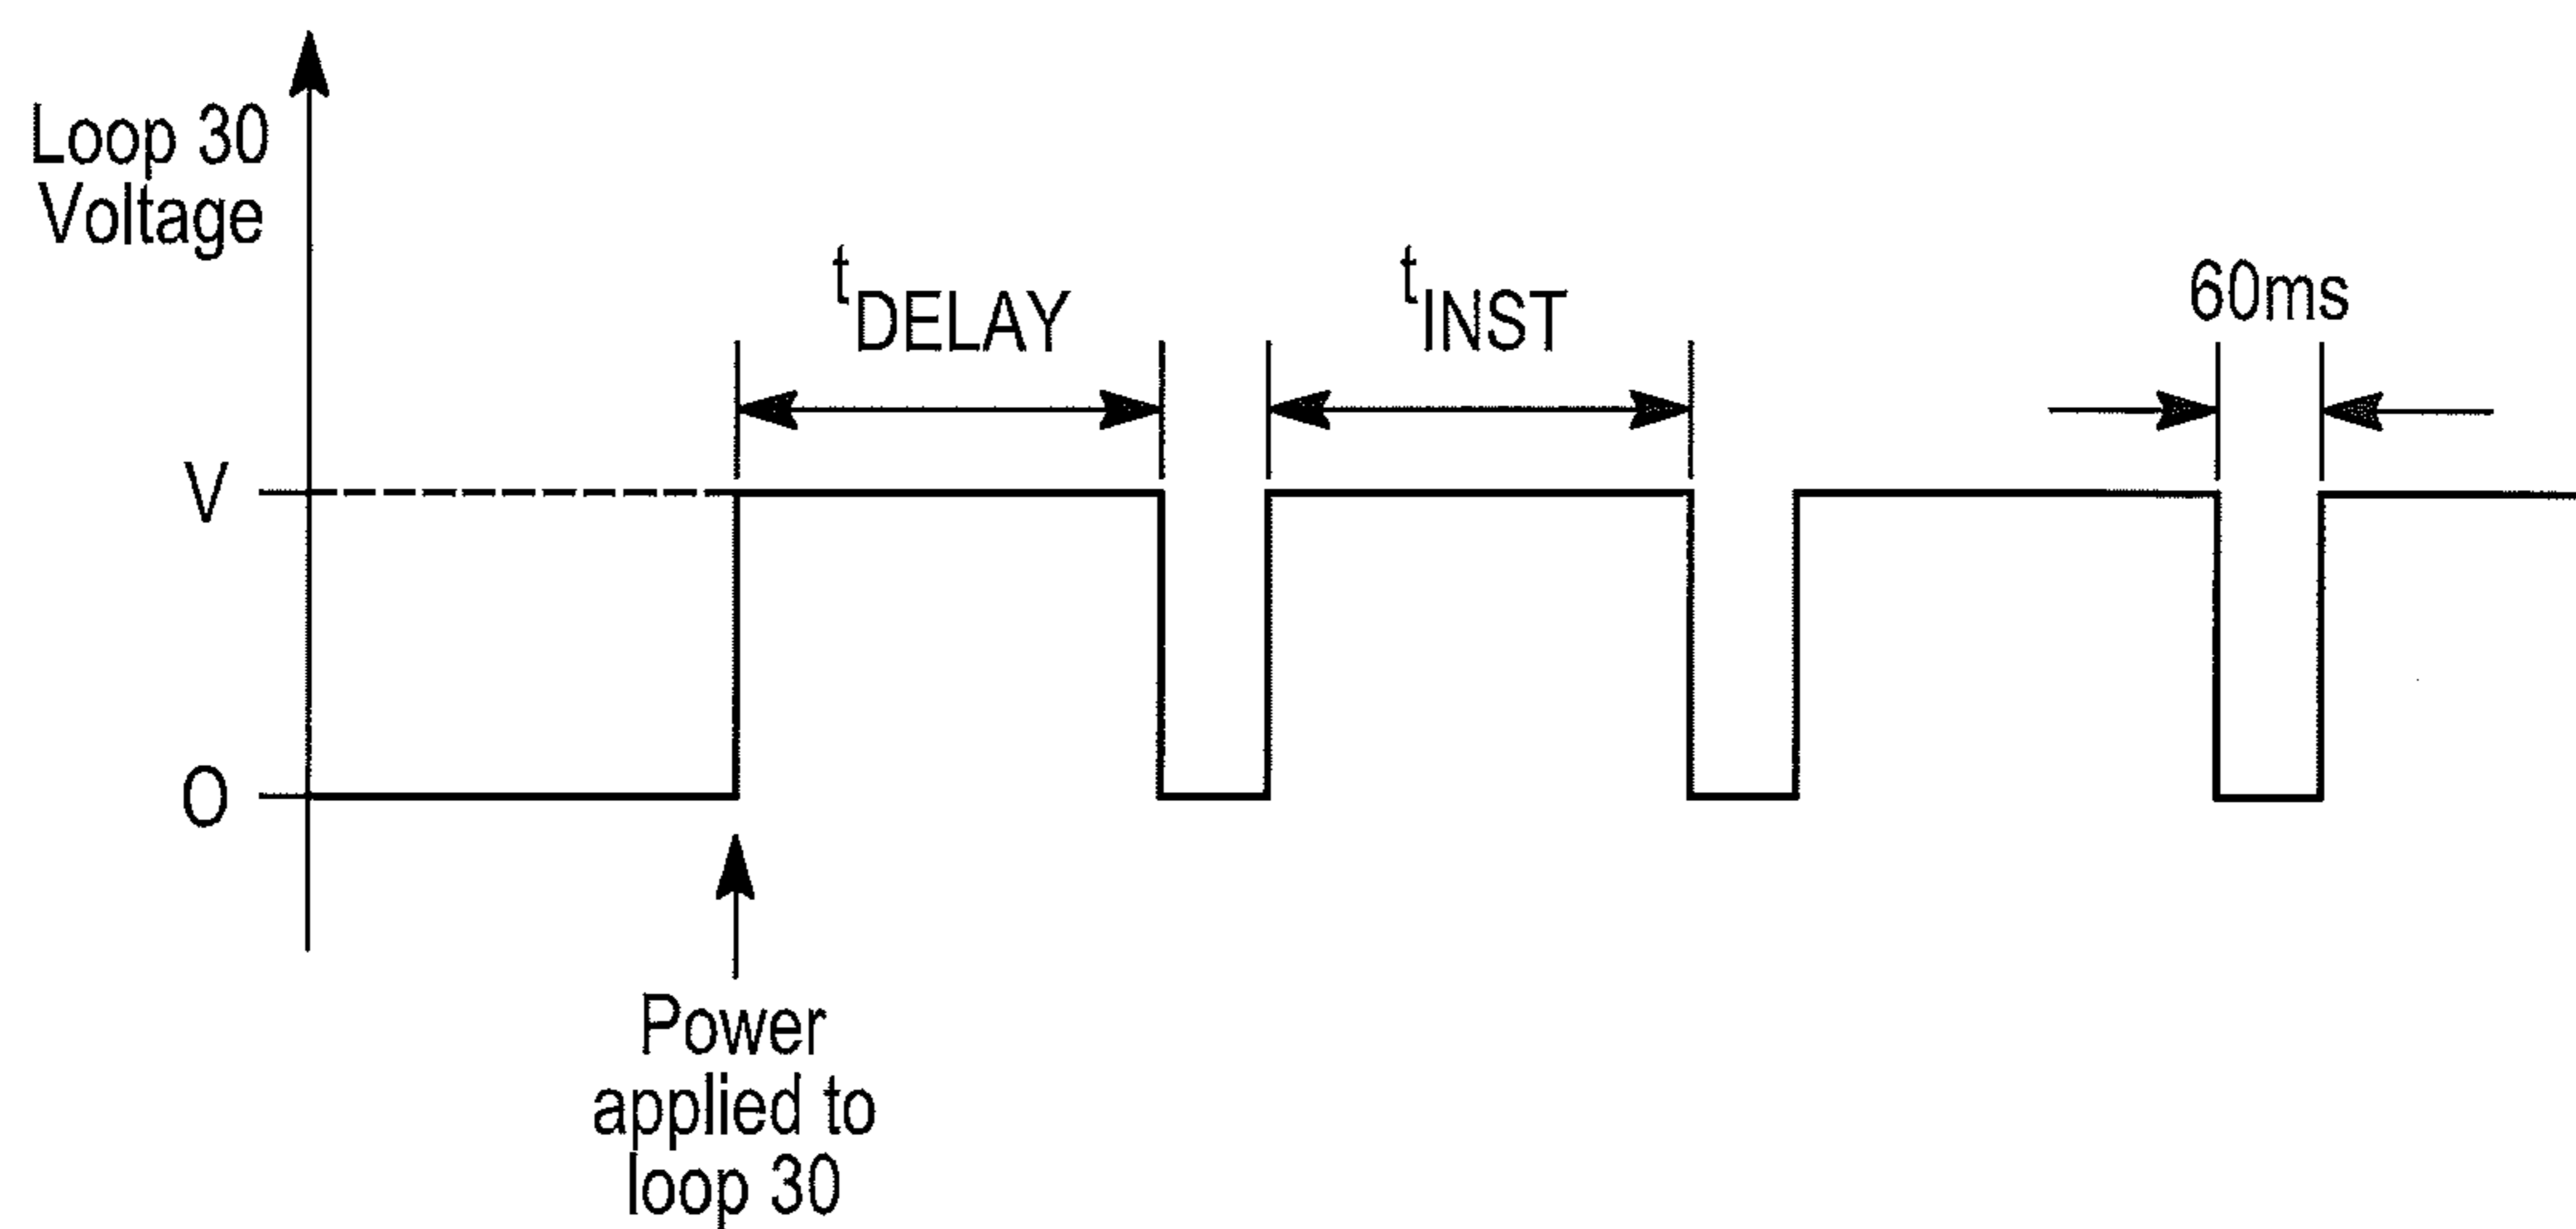 Loop 30
Voltage
tDELAY
tINST
60ms
V
O
Power
applied to
loop 30